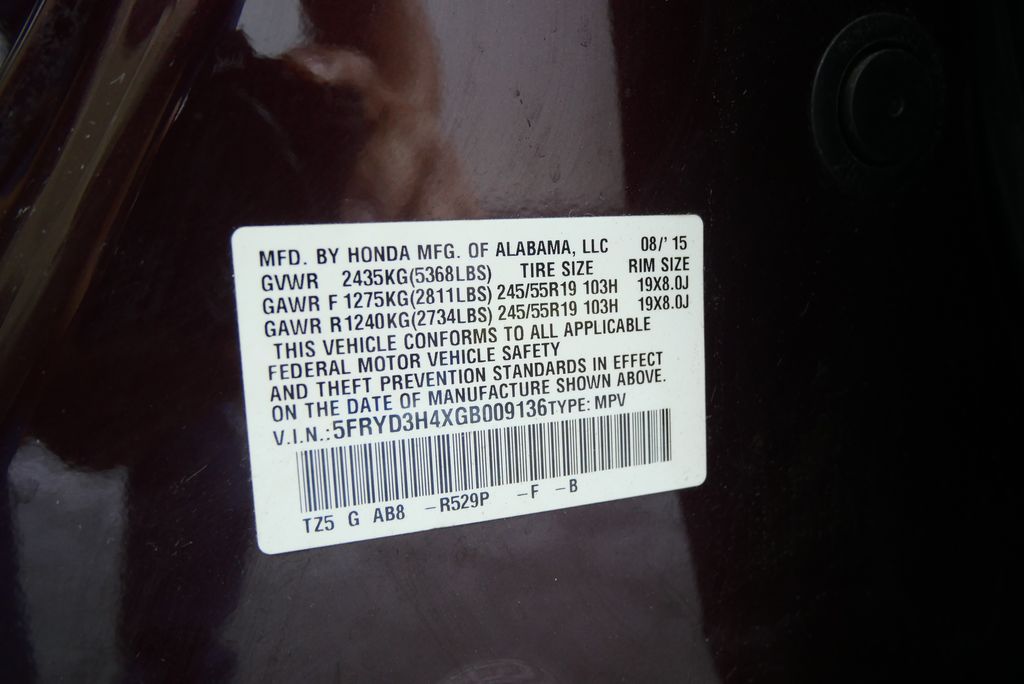 MFD. BY HONDA MFG. OF ALABAMA, LLC 08/'15
GVWR 2435KG(5368LBS) TIRE SIZE RIM SIZE
GAWR F 1275KG(2811LBS) 245/55R19 103H 19X8.0J
GAWR R1240KG(2734LBS) 245/55R19 103H 19X8.0J
THIS VEHICLE CONFORMS TO ALL APPLICABLE
FEDERAL MOTOR VEHICLE SAFETY
AND THEFT PREVENTION STANDARDS IN EFFECT
ON THE DATE OF MANUFACTURE SHOWN ABOVE.
V.I.N.:5FRYD3H4XGB009136TYPE: MPV
TZ5 G AB8 -R529P -F -B